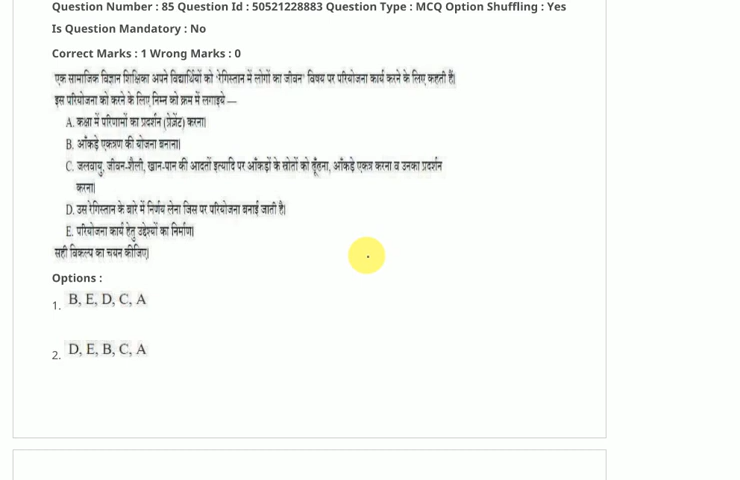 Question Number : 85 Question Id : 50521228883 Question Type : MCQ Option Shuffling : Yes
Is Question Mandatory : No
Correct Marks : 1 Wrong Marks : 0
एक सामाजिक विज्ञान शिक्षिका अपने विद्यार्थियों को 'रेगिस्तान में लोगों का जीवन' विषय पर परियोजना कार्य करने के लिए कहती हैं।
इस परियोजना को करने के लिए निम्न को क्रम में लगाइये —
A. कक्षा में परिणामों का प्रदर्शन (प्रेज़ेंट) करना।
B. आँकड़े एकत्रण की योजना बनाना।
C. जलवायु, जीवन-शैली, खान-पान की आदतों इत्यादि पर आँकड़ों के स्रोतों को ढूँढ़ना, आँकड़े एकत्र करना व उनका प्रदर्शन
करना।
D. उस रेगिस्तान के बारे में निर्णय लेना जिस पर परियोजना बनाई जाती है।
E. परियोजना कार्य हेतु उद्देश्यों का निर्माण।
सही विकल्प का चयन कीजिए।
Options :
1. B, E, D, C, A
2. D, E, B, C, A